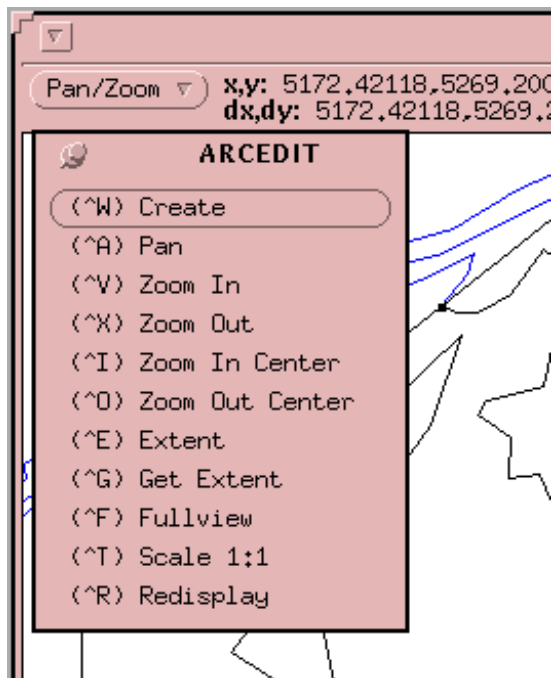 Pan/Zoom
x,y: 5172.42118,5269.200
dx,dy: 5172.42118,5269.2
ARCEDIT
(^W) Create
(^A) Pan
(^V) Zoom In
(^X) Zoom Out
(^I) Zoom In Center
(^O) Zoom Out Center
(^E) Extent
(^G) Get Extent
(^F) Fullview
(^T) Scale 1:1
(^R) Redisplay